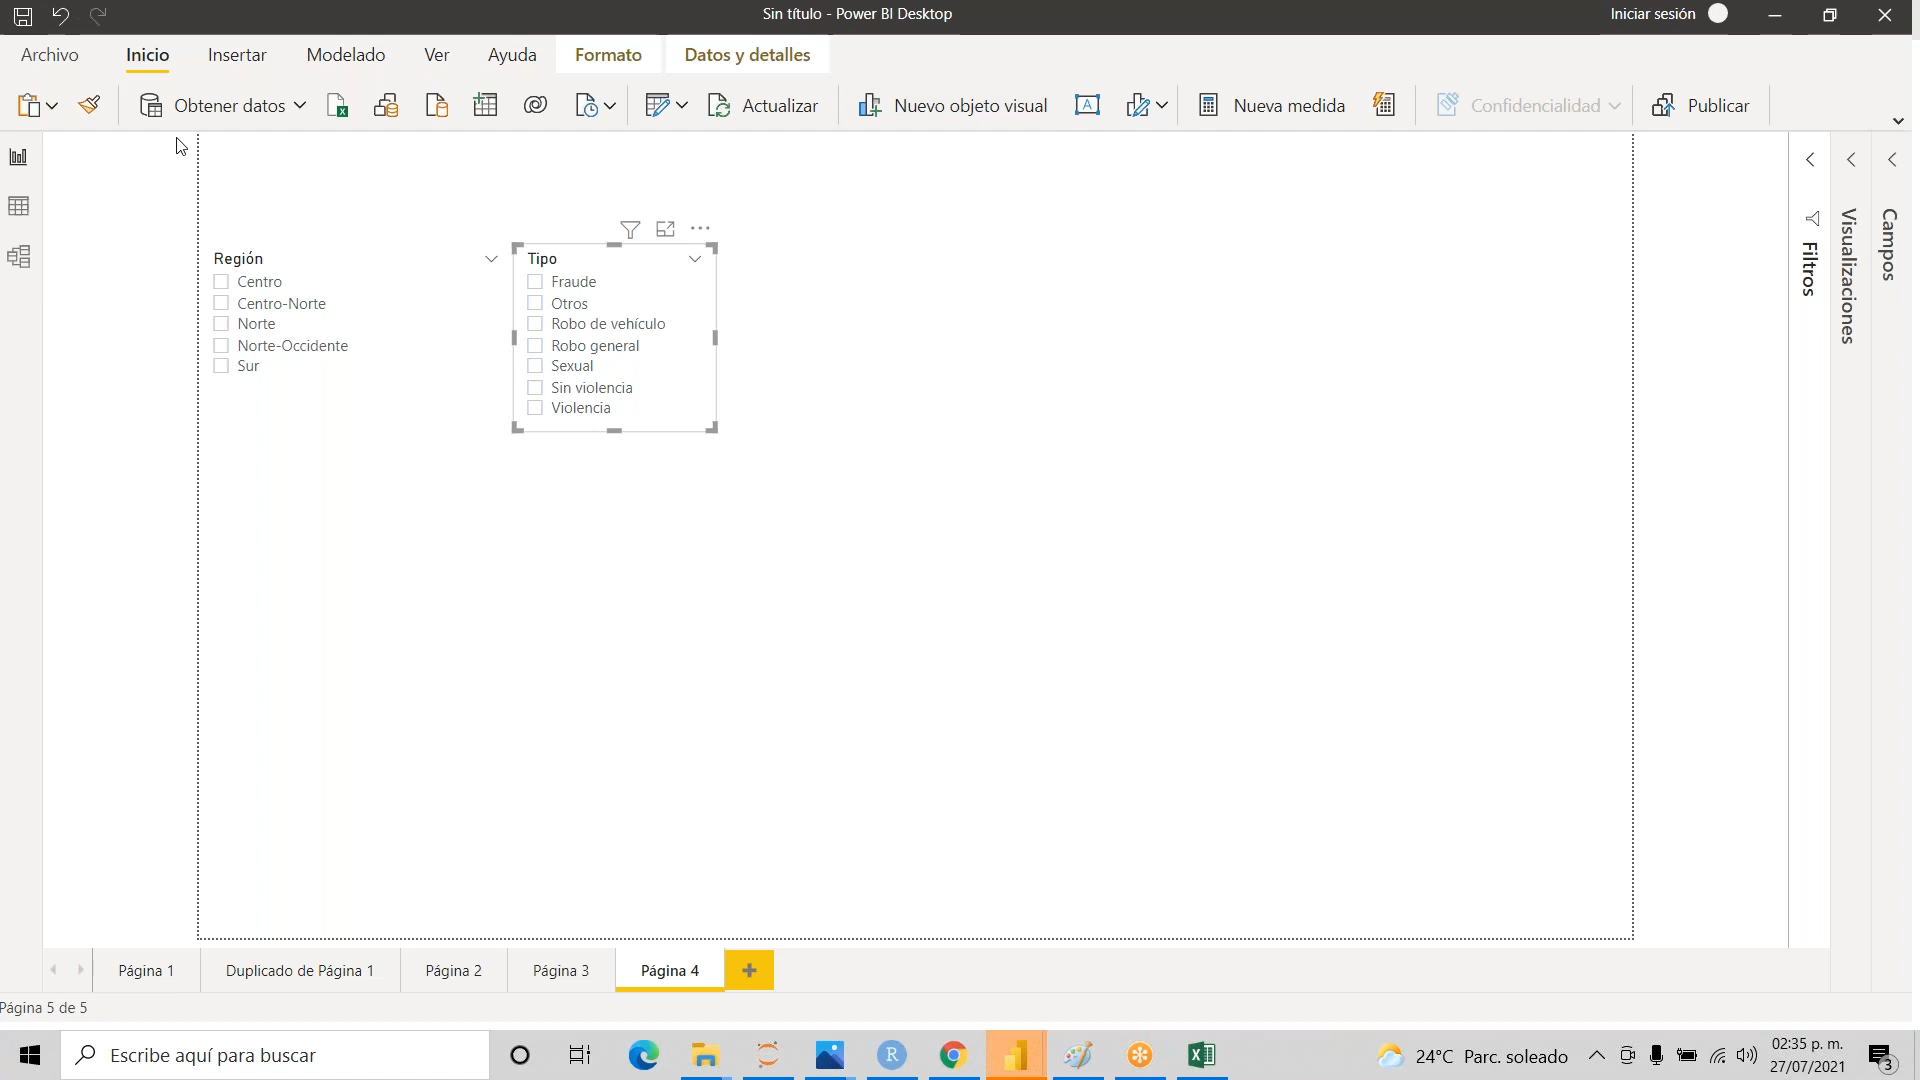 Sin título - Power BI Desktop
Iniciar sesión
Archivo
Inicio
Insertar
Modelado
Ver
Ayuda
Formato
Datos y detalles
Obtener datos
Actualizar
Nuevo objeto visual
A
Nueva medida
Confidencialidad
Publicar
Región
Centro
Centro-Norte
Norte
Norte-Occidente
Sur
Tipo
Fraude
Otros
Robo de vehículo
Robo general
Sexual
Sin violencia
Violencia
Filtros
Visualizaciones
Campos
Página 1
Duplicado de Página 1
Página 2
Página 3
Página 4
Página 5 de 5
Escribe aquí para buscar
R
24°C Parc. soleado
02:35 p. m.
27/07/2021
3